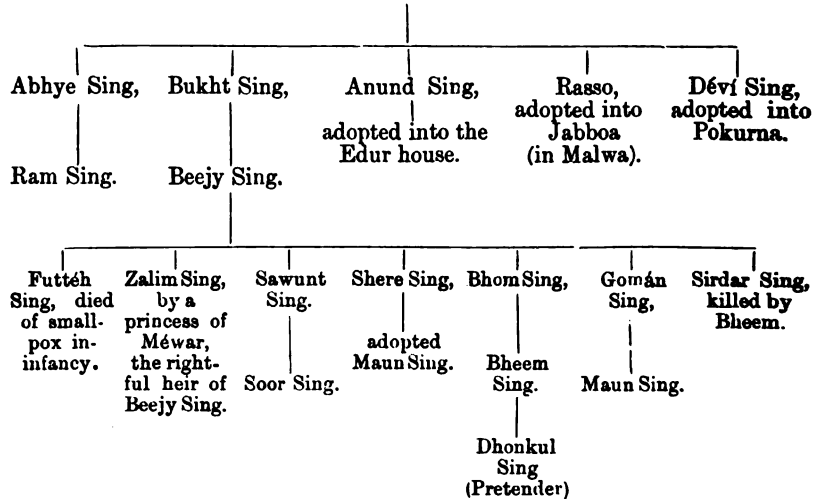 Abhye Sing,
Bukht Sing,
Anund Sing,
adopted into the
Edur house.
Rasso,
adopted into
Jabboa
(in Malwa).
Déví Sing,
adopted into
Pokurna.
Ram Sing.
Beejy Sing.
Futtéh
Sing, died
of small-
pox in-
infancy.
Zalim Sing,
by a
princess of
Méwar,
the right-
ful heir of
Beejy Sing.
Sawunt
Sing.
Soor Sing.
Shere Sing,
adopted
Maun Sing.
Bhom Sing,
Bheem
Sing.
Dhonkul
Sing
(Pretender)
Gomán
Sing,
Maun Sing.
Sirdar Sing,
killed by
Bheem.